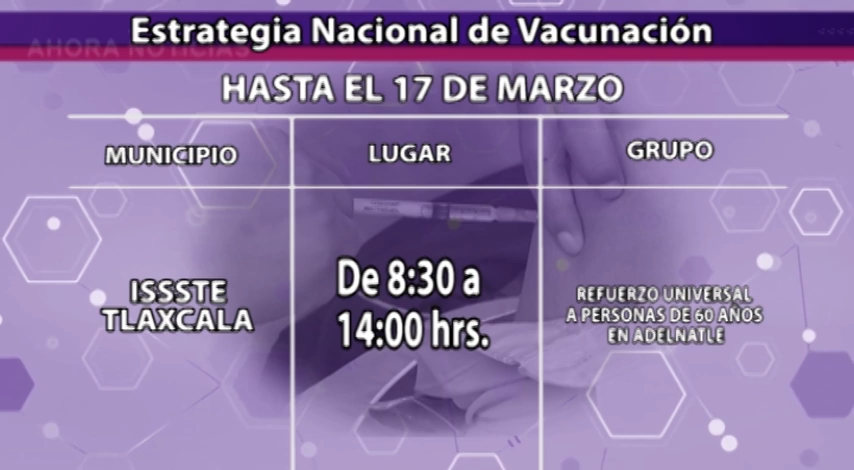 Estrategia Nacional de Vacunación
AHORA NOTICIAS
HASTA EL 17 DE MARZO
MUNICIPIO
LUGAR
GRUPO
ISSSTE
TLAXCALA
De 8:30 a
14:00 hrs.
REFUERZO UNIVERSAL
A PERSONAS DE 60 AÑOS
EN ADELNATLE